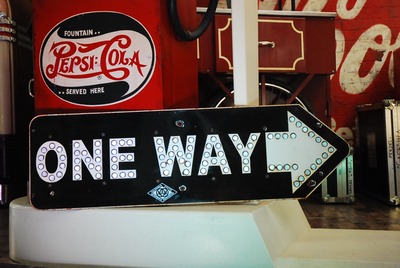 FOUNTAIN
PEPSI:COLA
SERVED HERE
ONE WAY